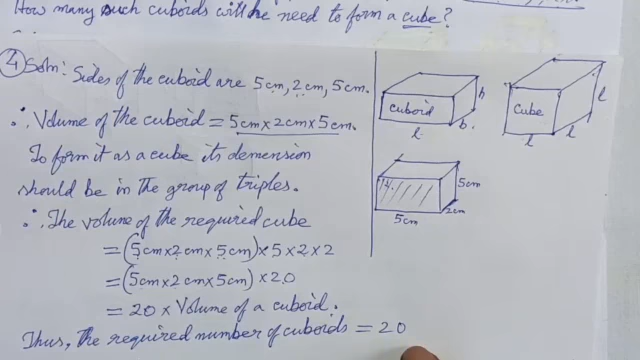 How many such cuboids will he need to form a cube?
4 Soln: Sides of the cuboid are 5cm, 2cm, 5cm.
∴ Volume of the cuboid = 5cm×2cm×5cm.
To form it as a cube its demension
should be in the group of triples.
∴ The volume of the required cube
= (5cm×2cm×5cm)×5×2×2
= (5cm×2cm×5cm)×20
= 20 × Volume of a cuboid.
Thus, the required number of cuboids = 20
cuboid
h
b
l
Cube
l
l
l
5cm
2cm
5cm